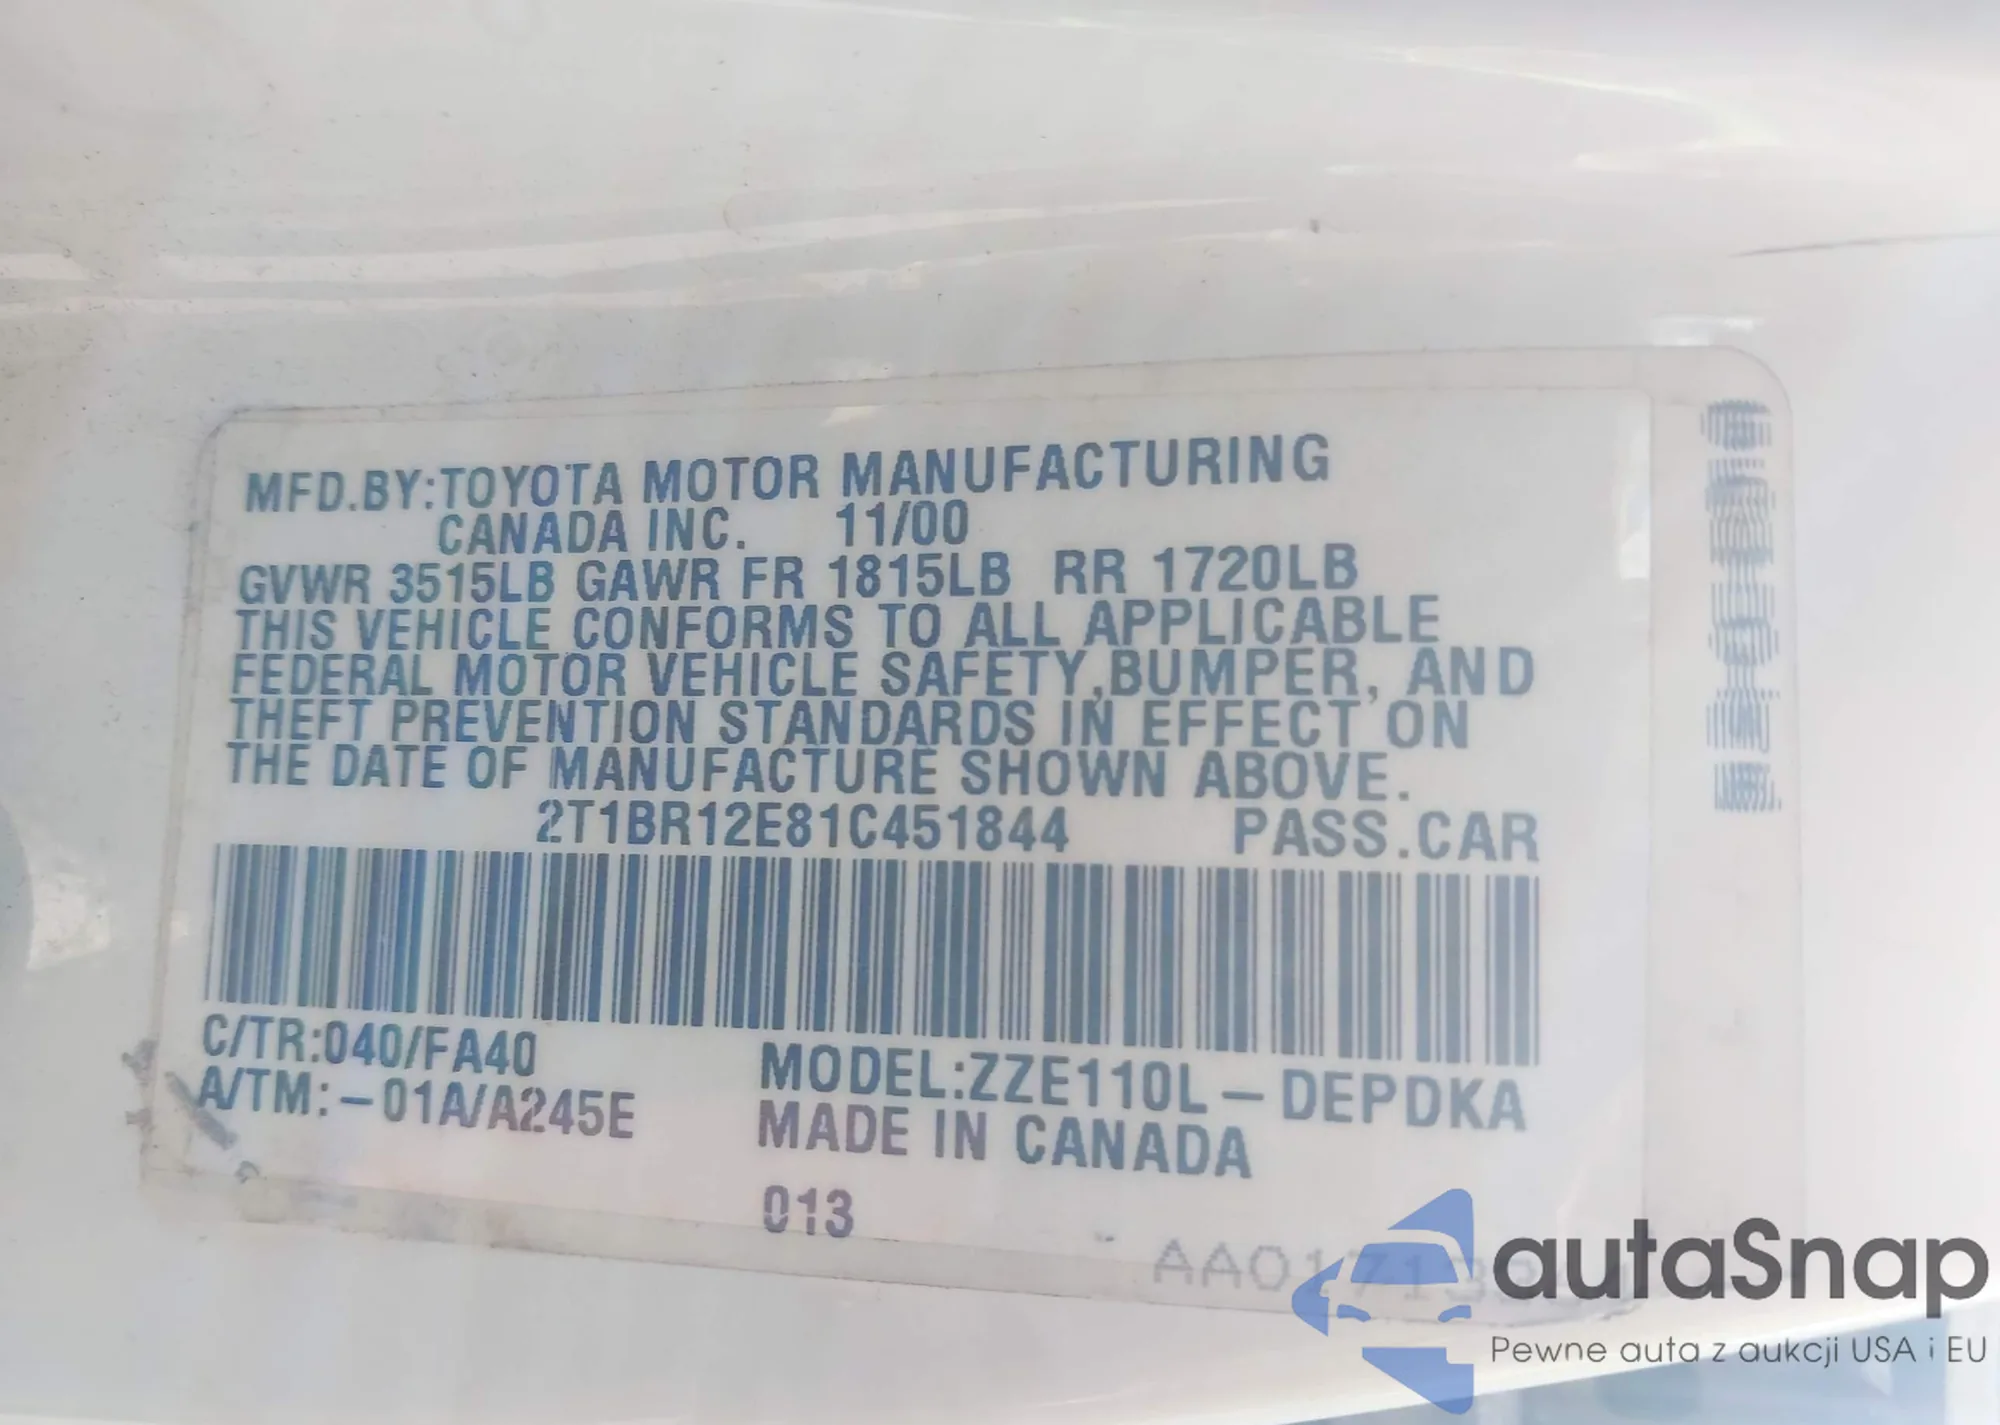 MFD.BY:TOYOTA MOTOR MANUFACTURING
CANADA INC. 11/00
GVWR 3515LB GAWR FR 1815LB RR 1720LB
THIS VEHICLE CONFORMS TO ALL APPLICABLE
FEDERAL MOTOR VEHICLE SAFETY,BUMPER, AND
THEFT PREVENTION STANDARDS IN EFFECT ON
THE DATE OF MANUFACTURE SHOWN ABOVE.
2T1BR12E81C451844 PASS.CAR
C/TR:040/FA40
A/TM:-01A/A245E
MODEL:ZZE110L-DEPDKA
MADE IN CANADA
013
autaSnap
Pewne auta z aukcji USA i EU